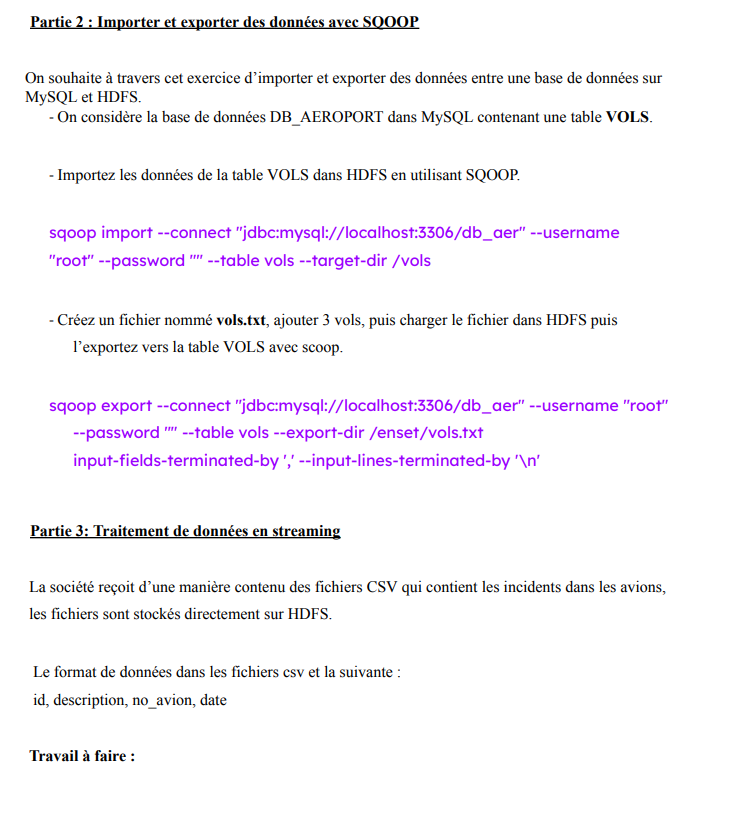 Partie 2 : Importer et exporter des données avec SQOOP
On souhaite à travers cet exercice d’importer et exporter des données entre une base de données sur
MySQL et HDFS.
- On considère la base de données DB_AEROPORT dans MySQL contenant une table VOLS.
- Importez les données de la table VOLS dans HDFS en utilisant SQOOP.
sqoop import --connect "jdbc:mysql://localhost:3306/db_aer" --username
"root" --password "" --table vols --target-dir /vols
- Créez un fichier nommé vols.txt, ajouter 3 vols, puis charger le fichier dans HDFS puis
l’exportez vers la table VOLS avec scoop.
sqoop export --connect "jdbc:mysql://localhost:3306/db_aer" --username "root"
--password "" --table vols --export-dir /enset/vols.txt
input-fields-terminated-by ',' --input-lines-terminated-by '\n'
Partie 3: Traitement de données en streaming
La société reçoit d’une manière contenu des fichiers CSV qui contient les incidents dans les avions,
les fichiers sont stockés directement sur HDFS.
Le format de données dans les fichiers csv et la suivante :
id, description, no_avion, date
Travail à faire :